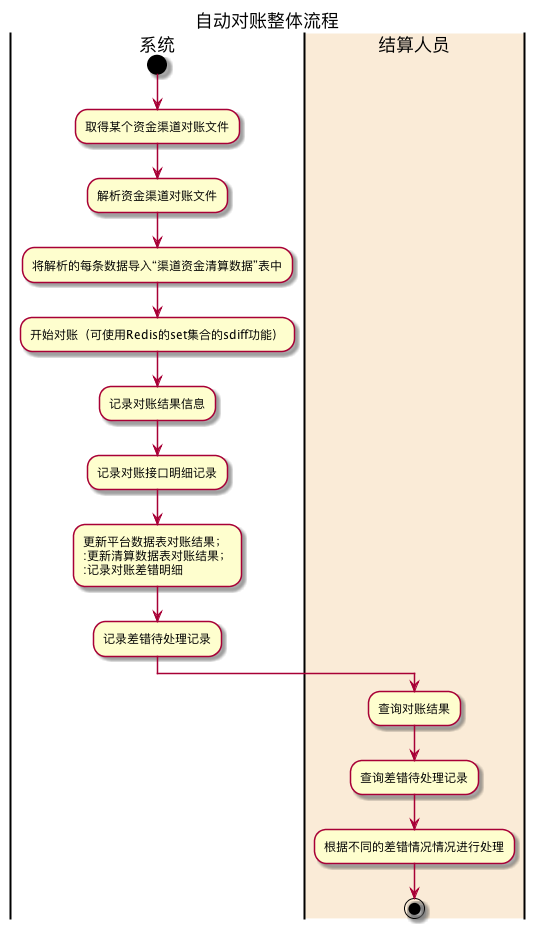 自动对账整体流程
系统
结算人员
取得某个资金渠道对账文件
解析资金渠道对账文件
将解析的每条数据导入“渠道资金清算数据”表中
开始对账（可使用Redis的set集合的sdiff功能）
记录对账结果信息
记录对账接口明细记录
更新平台数据表对账结果；
:更新清算数据表对账结果；
:记录对账差错明细
记录差错待处理记录
查询对账结果
查询差错待处理记录
根据不同的差错情况情况进行处理